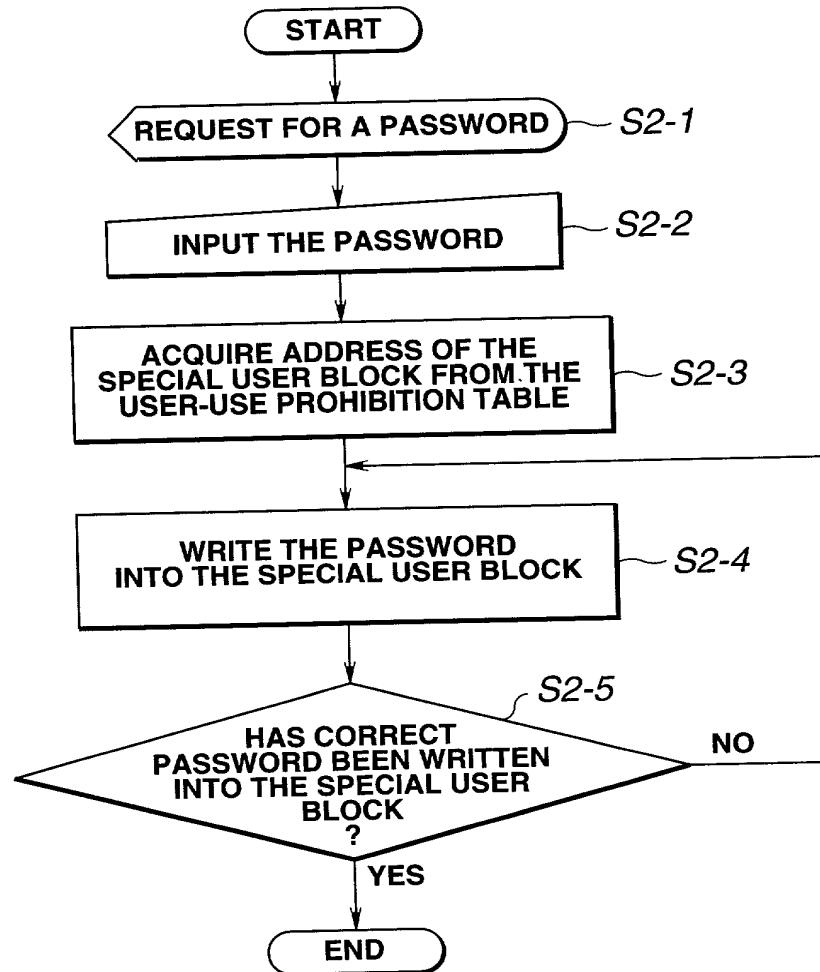 START
REQUEST FOR A PASSWORD
S2-1
INPUT THE PASSWORD
S2-2
ACQUIRE ADDRESS OF THE
SPECIAL USER BLOCK FROM THE
USER-USE PROHIBITION TABLE
S2-3
WRITE THE PASSWORD
INTO THE SPECIAL USER BLOCK
S2-4
S2-5
HAS CORRECT
PASSWORD BEEN WRITTEN
INTO THE SPECIAL USER
BLOCK
?
NO
YES
END